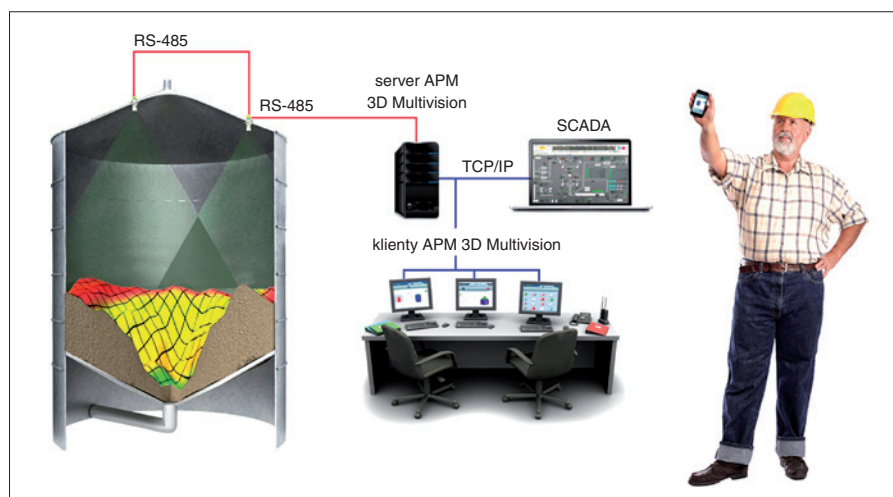 RS-485
RS-485
server APM
3D Multivision
SCADA
TCP/IP
klienty APM 3D Multivision